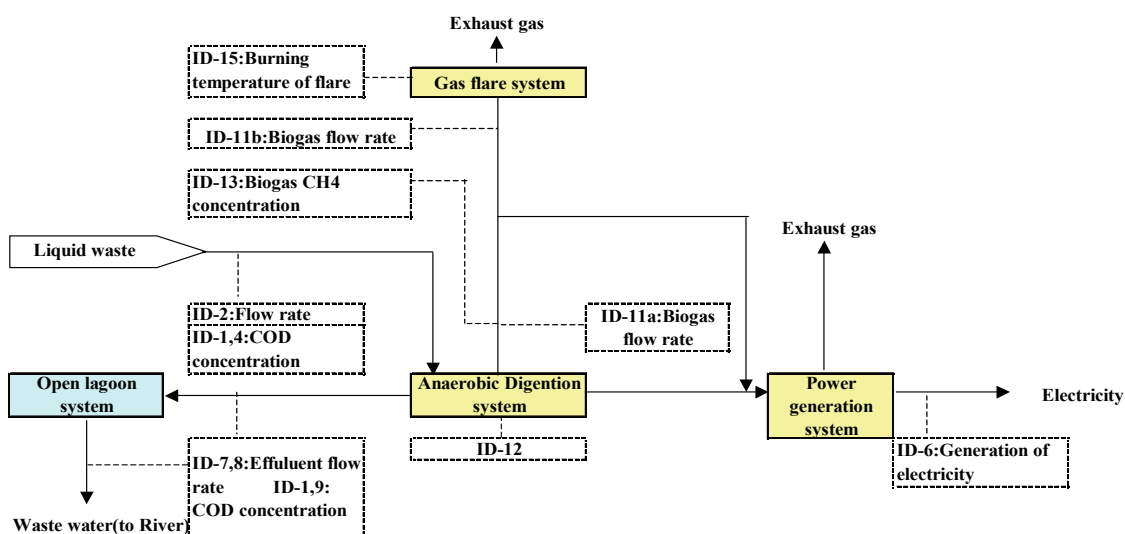 Exhaust gas
ID-15:Burning
temperature of flare
Gas flare system
ID-11b:Biogas flow rate
ID-13:Biogas CH4
concentration
Exhaust gas
Liquid waste
ID-2:Flow rate
ID-1,4:COD
concentration
ID-11a:Biogas
flow rate
Open lagoon
system
Anaerobic Digention
system
Power
generation
system
Electricity
ID-12
ID-6:Generation of
electricity
ID-7,8:Effuluent flow
rate ID-1,9:
COD concentration
Waste water(to River)